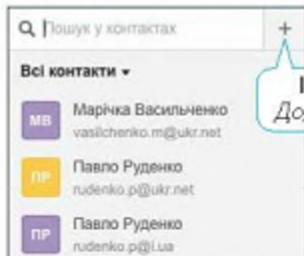 Пошук у контактах
+
Всі контакти
МВ
Марічка Васильченко
vasilchenko.m@ukr.net
ПР
Павло Руденко
rudenko.p@ukr.net
ПР
Павло Руденко
rudenko.p@i.ua